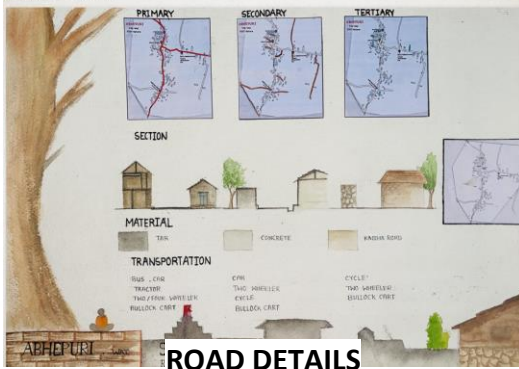 PRIMARY SECONDARY TERTIARY
SECTION
MATERIAL
TAR CONCRETE KACCHA ROAD
TRANSPORTATION
BUS, CAR CAR CYCLE
TRACTOR TWO WHEELER TWO WHEELER
TWO/FOUR WHEELER CYCLE BULLOCK CART
BULLOCK CART BULLOCK CART
ABHEPURI
ROAD DETAILS